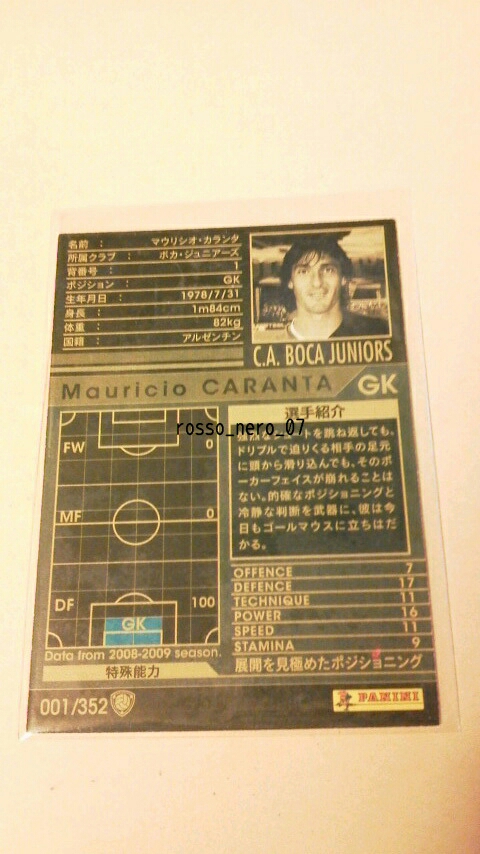 名前 : マウリシオ・カランタ
所属クラブ : ボカ・ジュニアーズ
背番号 : 1
ポジション : GK
生年月日 : 1978/7/31
身長 : 1m84cm
体重 : 82kg
国籍 : アルゼンチン
C.A. BOCA JUNIORS
Mauricio CARANTA GK
選手紹介
rosso_nero_07
トを跳ね返しても、
ドリブルで迫りくる相手の足元
に頭から滑り込んでも、そのポ
ーカーフェイスが崩れることは
ない。的確なポジショニングと
冷静な判断を武器に、彼は今
日もゴールマウスに立ちはだ
かる。
FW 0
MF 0
DF 100
GK
Data from 2008-2009 season.
OFFENCE 7
DEFENCE 17
TECHNIQUE 11
POWER 16
SPEED 11
STAMINA 9
特殊能力
展開を見極めたポジショニング
001/352
PANINI